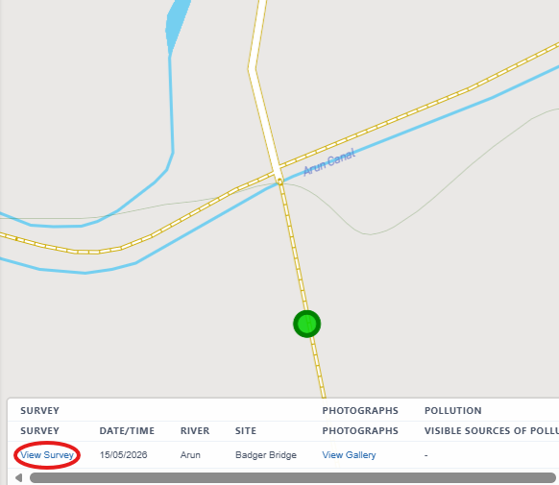 Arun Canal
SURVEY PHOTOGRAPHS POLLUTION
SURVEY DATE/TIME RIVER SITE PHOTOGRAPHS VISIBLE SOURCES OF POLLU
View Survey 15/05/2026 Arun Badger Bridge View Gallery -